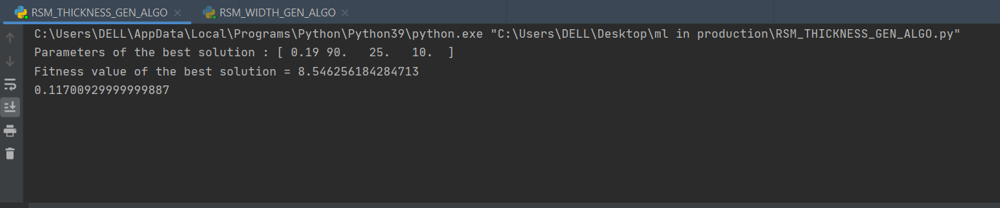 RSM_THICKNESS_GEN_ALGO RSM_WIDTH_GEN_ALGO
C:\Users\DELL\AppData\Local\Programs\Python\Python39\python.exe "C:\Users\DELL\Desktop\ml in production\RSM_THICKNESS_GEN_ALGO.py"
Parameters of the best solution : [ 0.19 90.   25.   10.  ]
Fitness value of the best solution = 8.546256184284713
0.11700929999999887